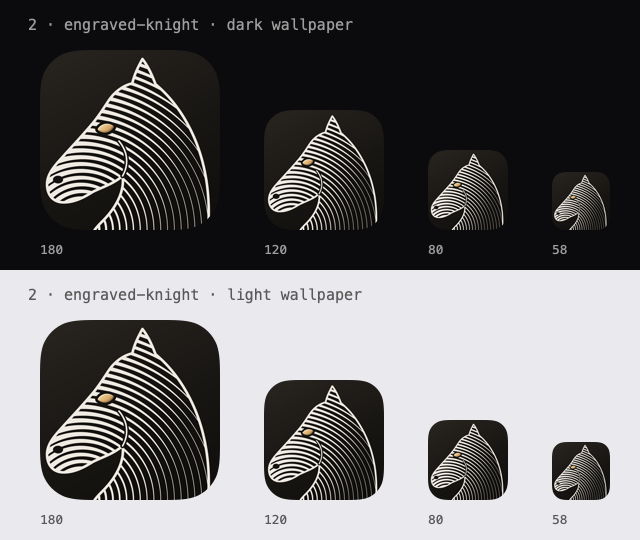 2 · engraved-knight · dark wallpaper
180 120 80 58
2 · engraved-knight · light wallpaper
180 120 80 58